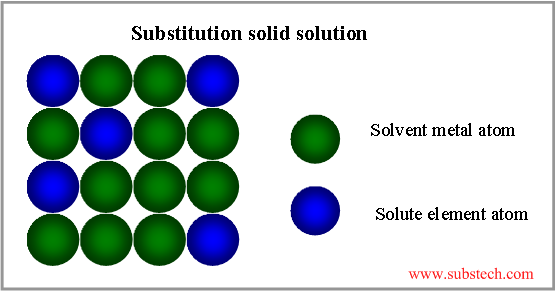 Substitution solid solution
Solvent metal atom
Solute element atom
www.substech.com